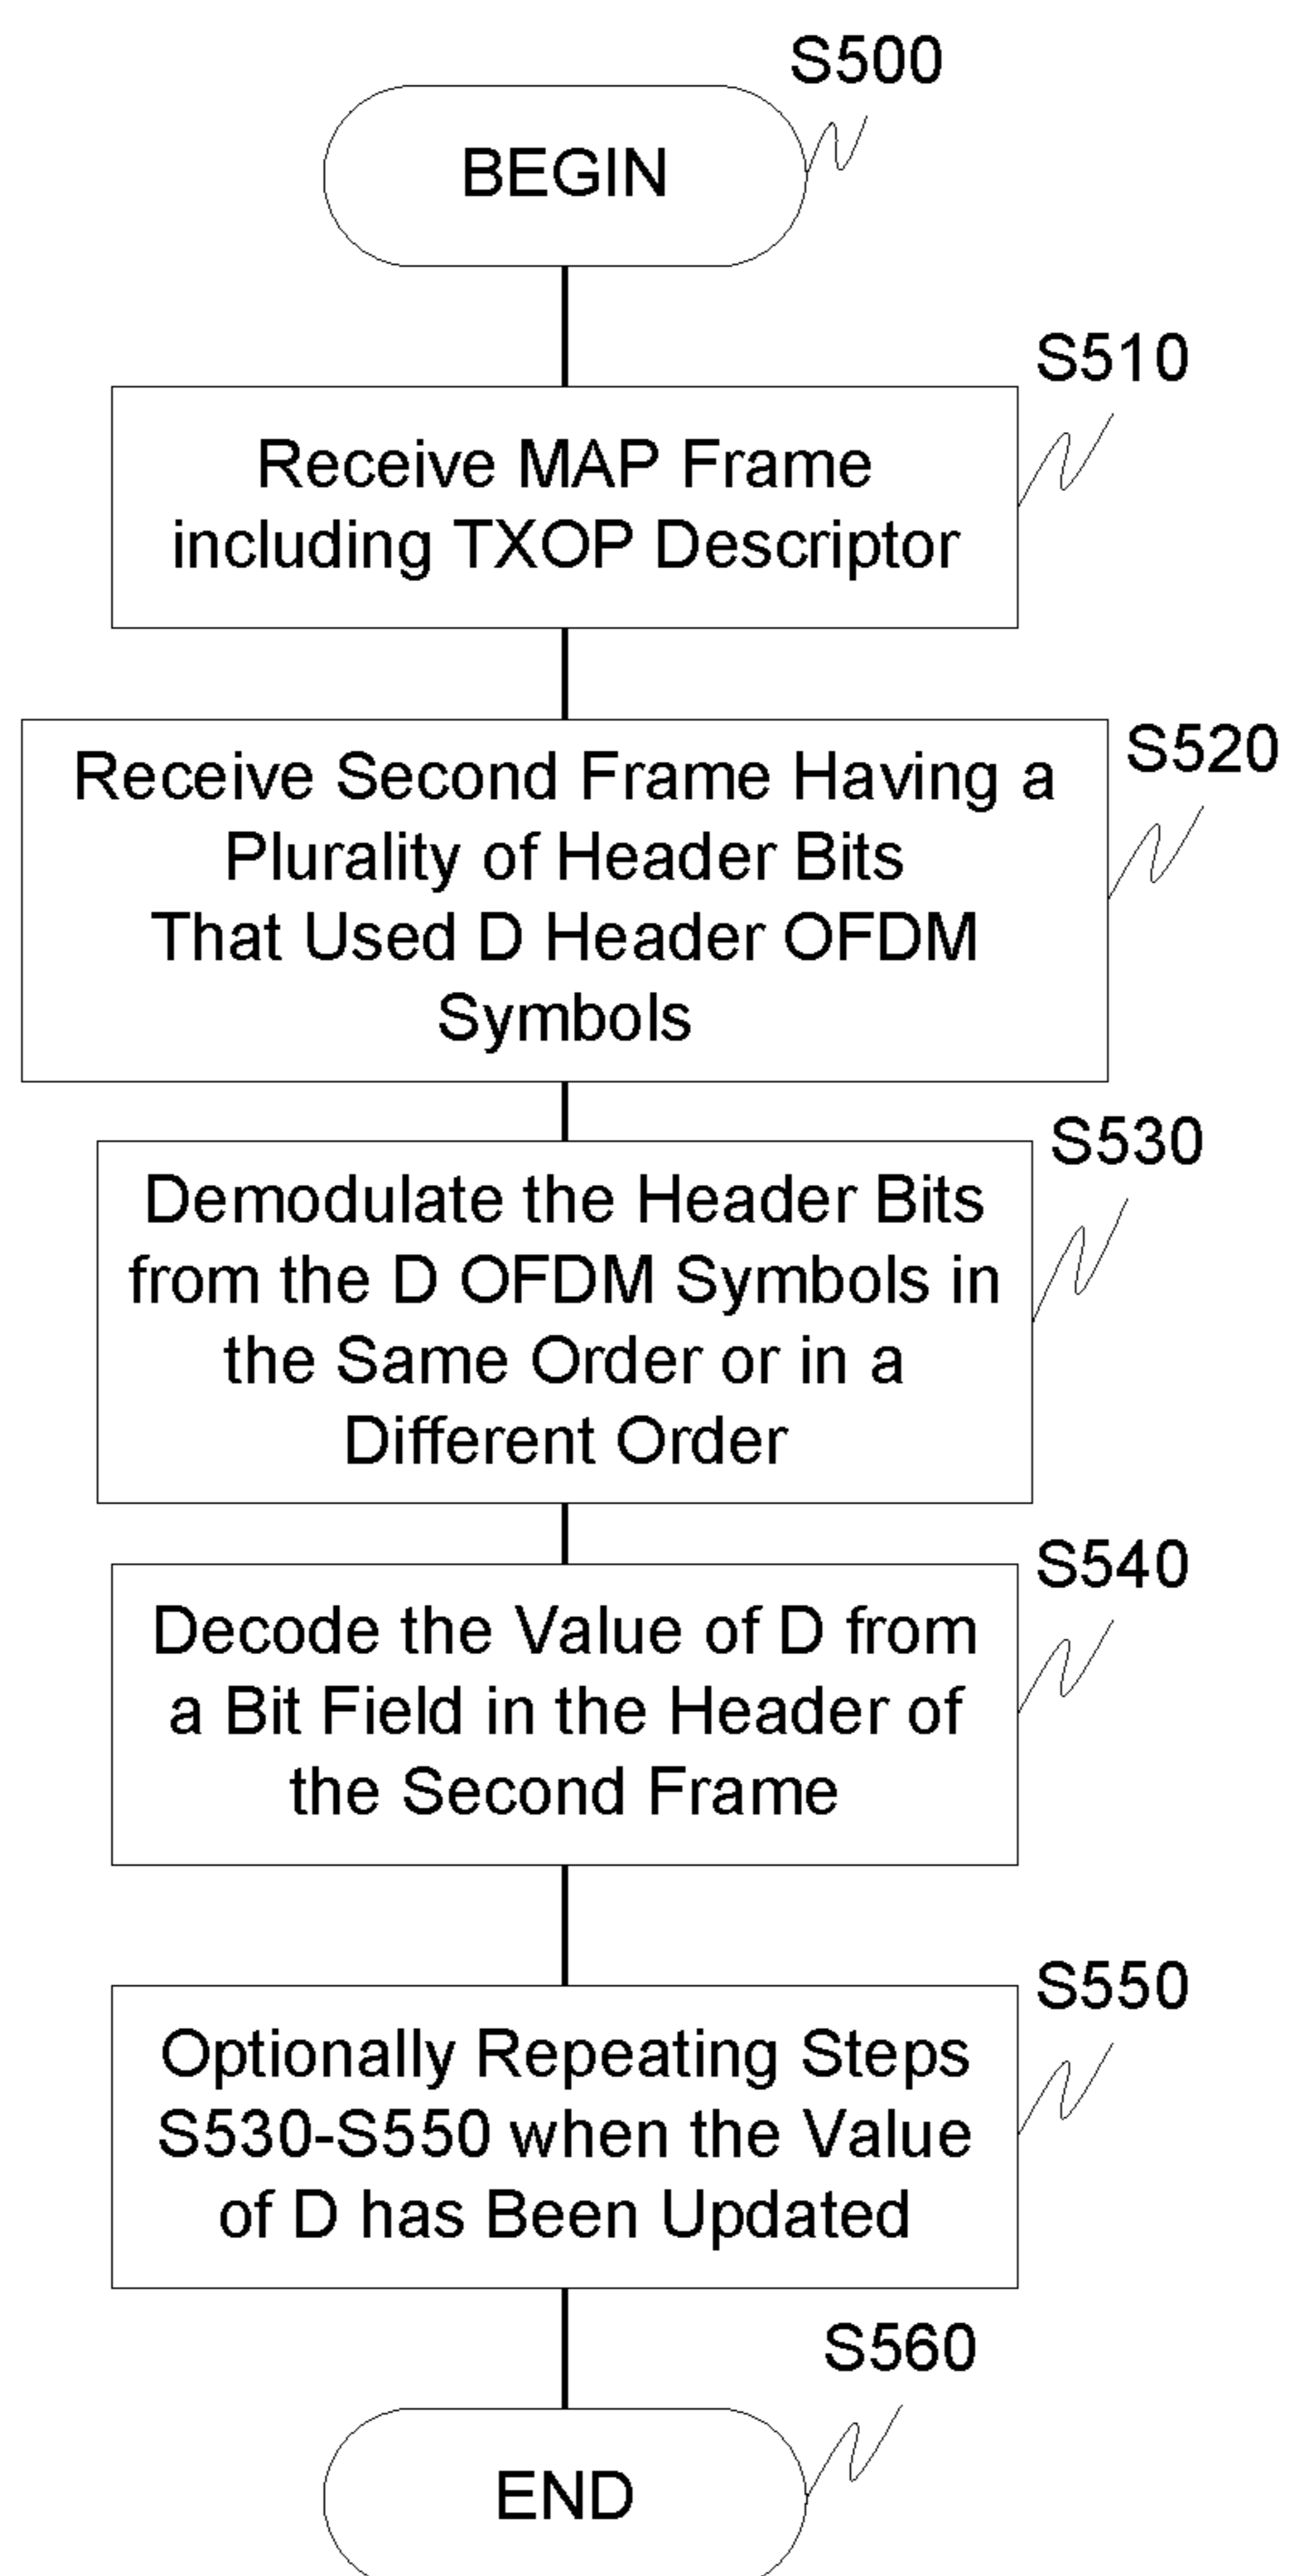 S500
BEGIN
S510
Receive MAP Frame
including TXOP Descriptor
S520
Receive Second Frame Having a
Plurality of Header Bits
That Used D Header OFDM
Symbols
S530
Demodulate the Header Bits
from the D OFDM Symbols in
the Same Order or in a
Different Order
S540
Decode the Value of D from
a Bit Field in the Header of
the Second Frame
S550
Optionally Repeating Steps
S530-S550 when the Value
of D has Been Updated
S560
END